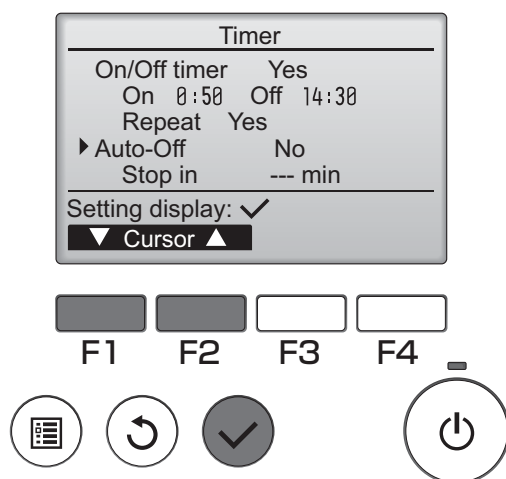 Timer
On/Off timer Yes
On 0:50 Off 14:30
Repeat Yes
Auto-Off No
Stop in --- min
Setting display: ✓
▼ Cursor ▲
F1 F2 F3 F4